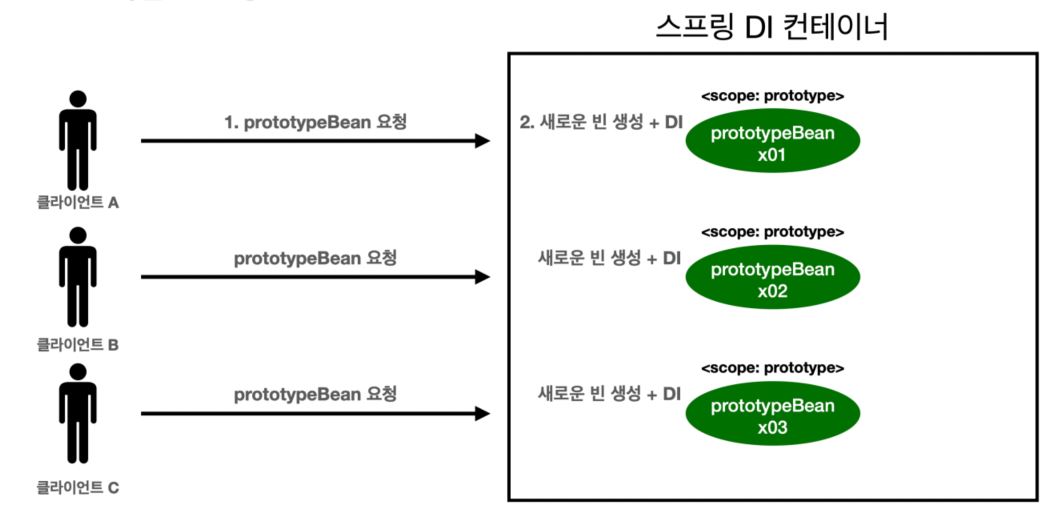 스프링 DI 컨테이너
<scope: prototype>
1. prototypeBean 요청
2. 새로운 빈 생성 + DI
prototypeBean
x01
클라이언트 A
<scope: prototype>
prototypeBean 요청
새로운 빈 생성 + DI
prototypeBean
x02
클라이언트 B
<scope: prototype>
prototypeBean 요청
새로운 빈 생성 + DI
prototypeBean
x03
클라이언트 C